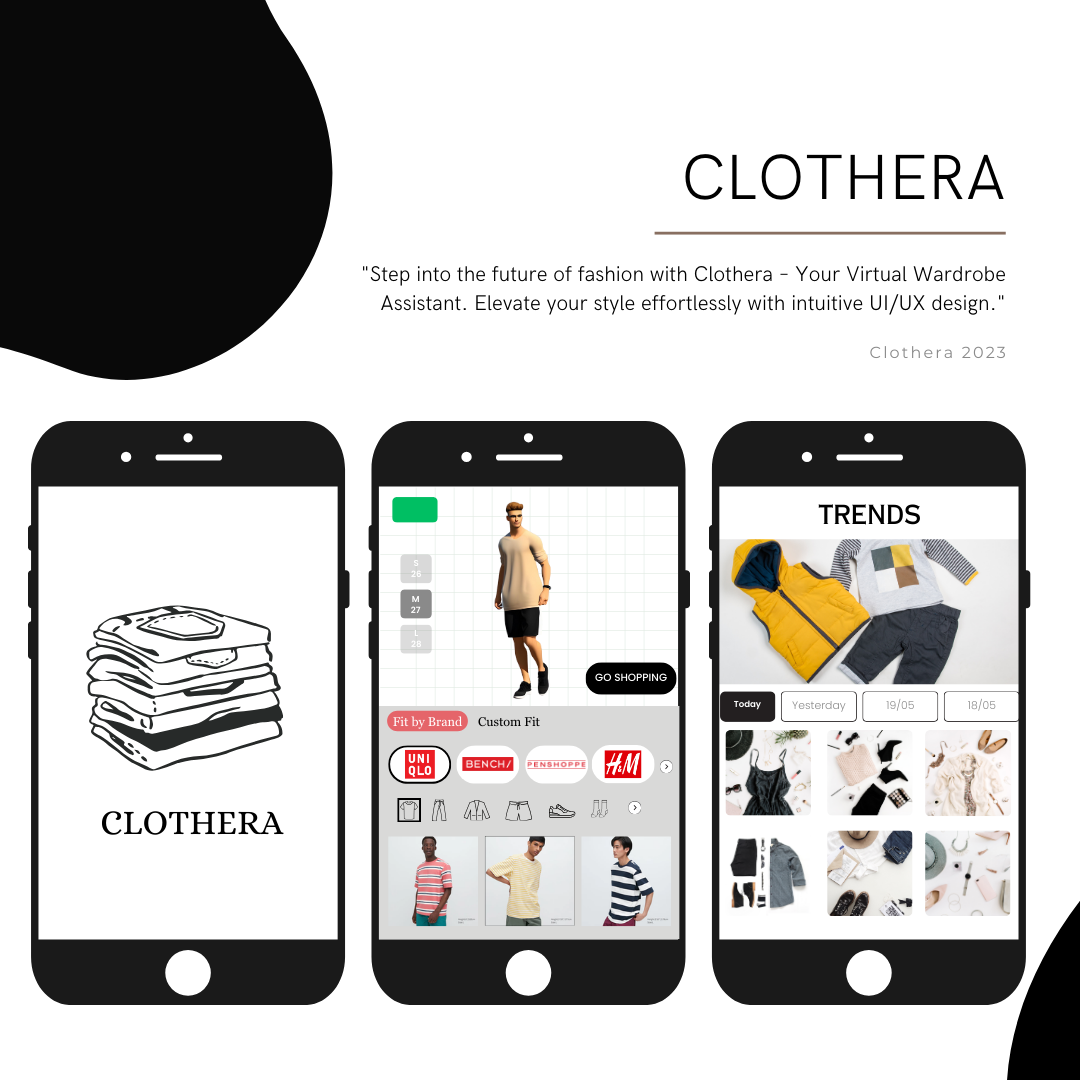 CLOTHERA
"Step into the future of fashion with Clothera – Your Virtual Wardrobe
Assistant. Elevate your style effortlessly with intuitive UI/UX design."
Clothera 2023
CLOTHERA
S
26
M
27
L
28
GO SHOPPING
Fit by Brand
Custom Fit
UNI
QLO
BENCH/
PENSHOPPE
H&M
TRENDS
Today
Yesterday
19/05
18/05